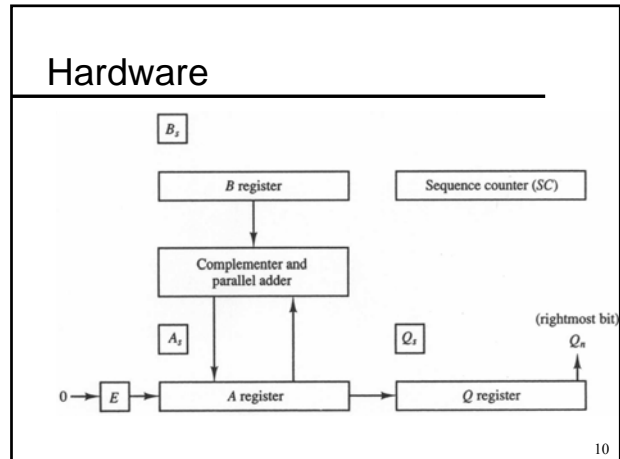 Hardware
Bs
B register
Sequence counter (SC)
Complementer and
parallel adder
(rightmost bit)
As
Qs
Qn
0
E
A register
Q register
10